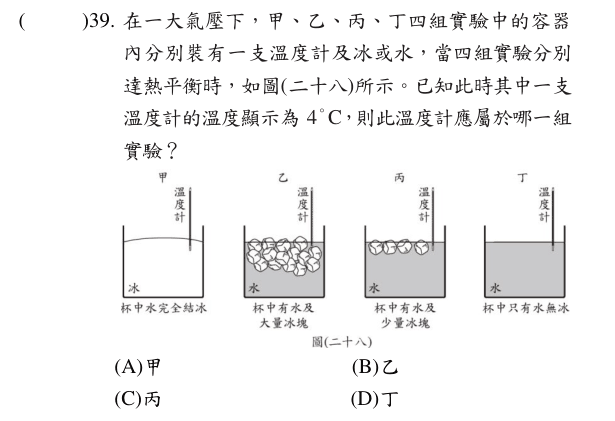 (　　)39. 在一大氣壓下，甲、乙、丙、丁四組實驗中的容器
內分別裝有一支溫度計及冰或水，當四組實驗分別
達熱平衡時，如圖(二十八)所示。已知此時其中一支
溫度計的溫度顯示為 4°C，則此溫度計應屬於哪一組
實驗？
甲 乙 丙 丁
溫度計 溫度計 溫度計 溫度計
冰 水 水 水
杯中水完全結冰 杯中有水及 杯中有水及 杯中只有水無冰
大量冰塊 少量冰塊
圖(二十八)
(A)甲 (B)乙
(C)丙 (D)丁